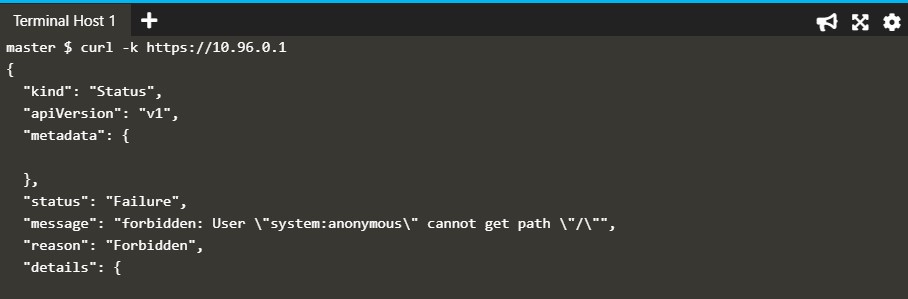 Terminal Host 1
master $ curl -k https://10.96.0.1
{
  "kind": "Status",
  "apiVersion": "v1",
  "metadata": {

  },
  "status": "Failure",
  "message": "forbidden: User \"system:anonymous\" cannot get path \"/\"",
  "reason": "Forbidden",
  "details": {